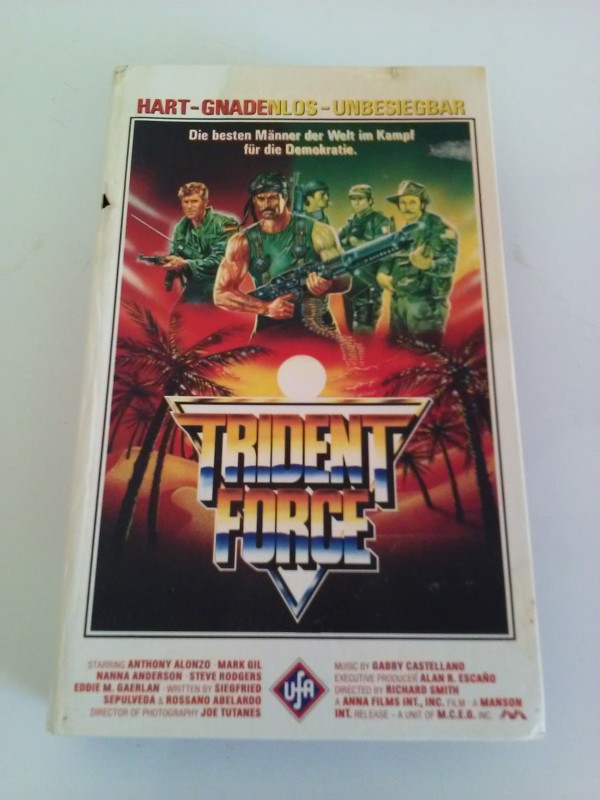 HART-GNADENLOS-UNBESIEGBAR
Die besten Männer der Welt im Kampf
für die Demokratie.
TRIDENT
FORCE
STARRING ANTHONY ALONZO · MARK GIL
NANNA ANDERSON · STEVE RODGERS
EDDIE M. GAERLAN · WRITTEN BY SIEGFRIED
SEPULVEDA & ROSSANO ABELARDO
DIRECTOR OF PHOTOGRAPHY JOE TUTANES
UFA
MUSIC BY GABBY CASTELLANO
EXECUTIVE PRODUCER ALAN R. ESCAÑO
DIRECTED BY RICHARD SMITH
A ANNA FILMS INT., INC. FILM · A MANSON
INT. RELEASE – A UNIT OF M.C.E.G. INC.